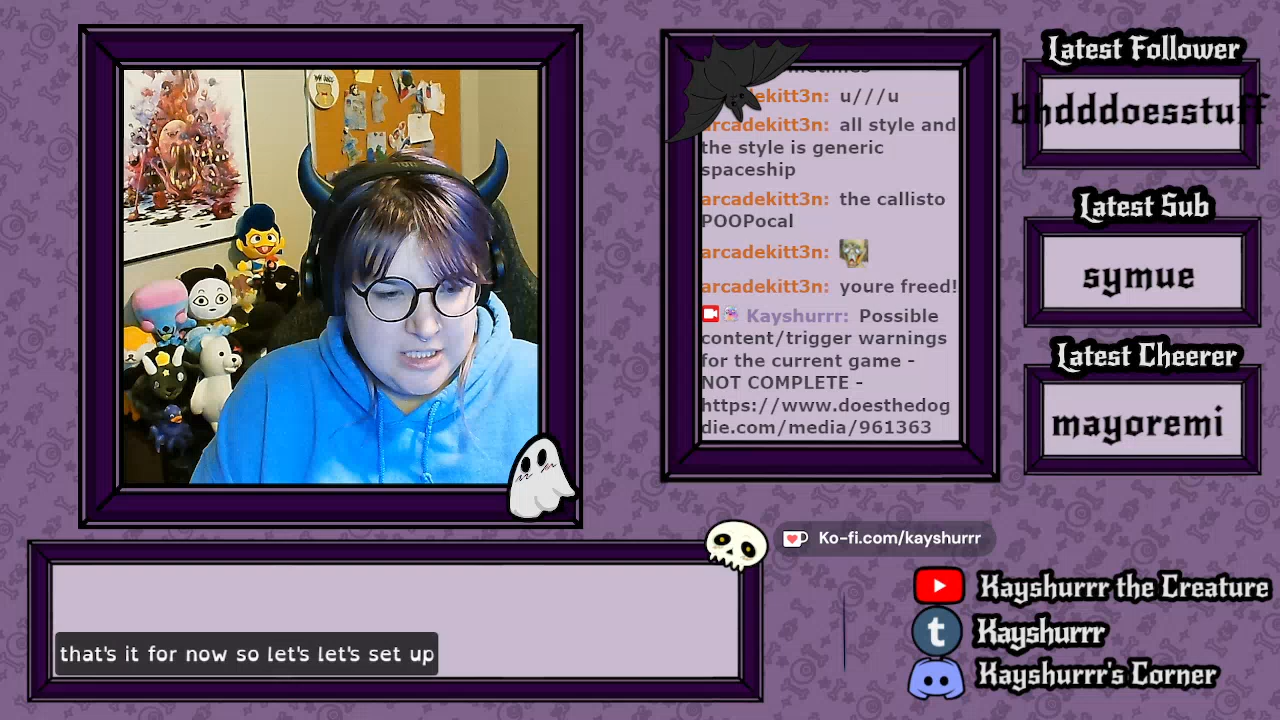 arcadekitt3n: u///u
arcadekitt3n: all style and
the style is generic
spaceship
arcadekitt3n: the callisto
POOPocal
arcadekitt3n:
arcadekitt3n: youre freed!
Kayshurrr: Possible
content/trigger warnings
for the current game -
NOT COMPLETE -
https://www.doesthedog
die.com/media/961363
Latest Follower
bhdddoesstuff
Latest Sub
symue
Latest Cheerer
mayoremi
Ko-fi.com/kayshurrr
Kayshurrr the Creature
Kayshurrr
Kayshurrr's Corner
that's it for now so let's let's set up